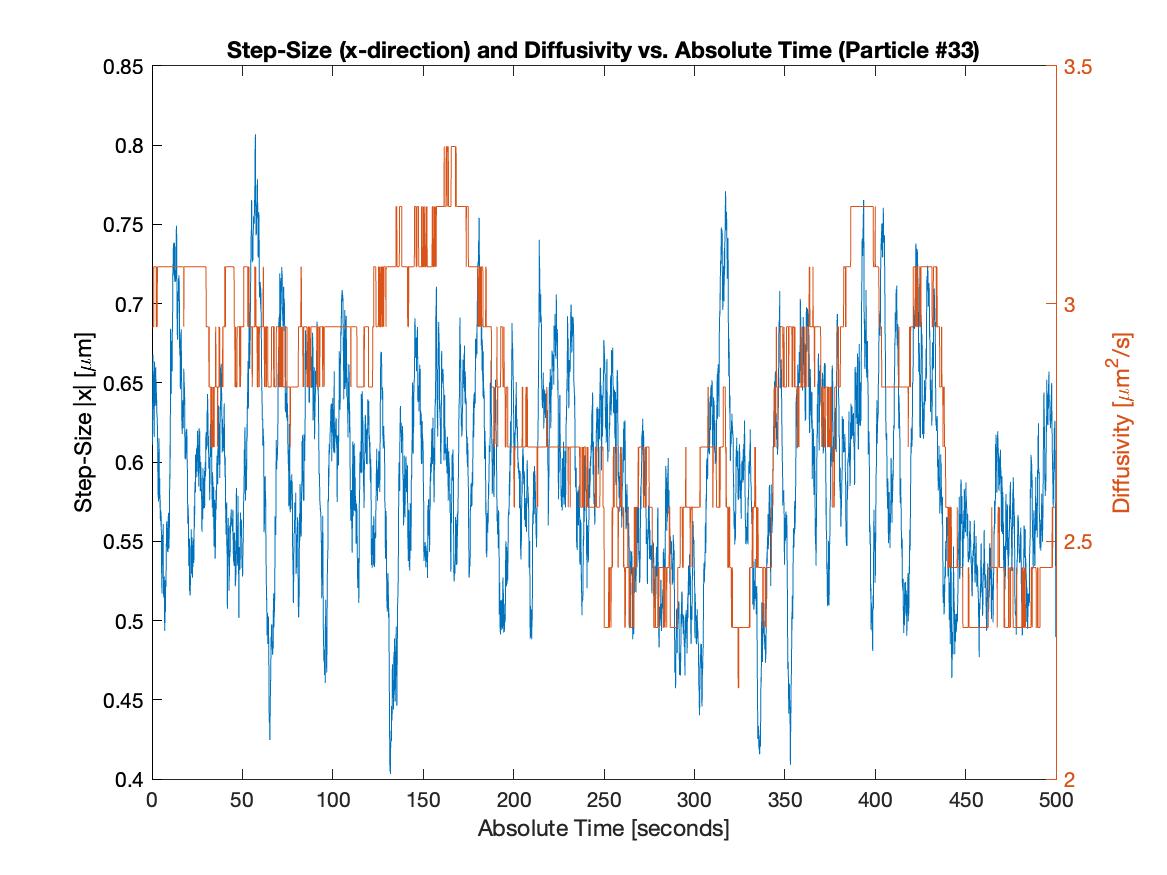 Step-Size (x-direction) and Diffusivity vs. Absolute Time (Particle #33)
0.85
0.8
0.75
0.7
0.65
0.6
0.55
0.5
0.45
0.4
Step-Size |x| [μm]
3.5
3
2.5
2
Diffusivity [μm²/s]
0 50 100 150 200 250 300 350 400 450 500
Absolute Time [seconds]